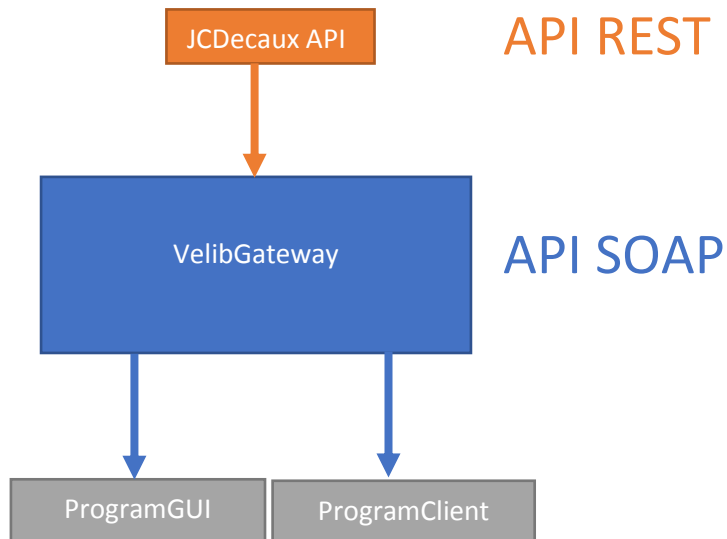 JCDecaux API
API REST
VelibGateway
API SOAP
ProgramGUI
ProgramClient